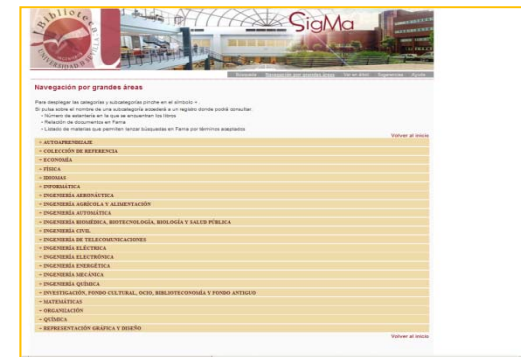 Biblioteca
UNIVERSIDAD SEVILLA
SigMa
Búsqueda Navegación por grandes áreas Ver en árbol Sugerencias Ayuda
Navegación por grandes áreas
Para desplegar las categorías y subcategorías pinche en el símbolo + .
Si pulsa sobre el nombre de una subcategoría accederá a un registro donde podrá consultar:
- Número de estantería en la que se encuentran los libros
- Relación de documentos en Fama
- Listado de materias que permiten lanzar búsquedas en Fama por términos aceptados
Volver al inicio
+ AUTOAPRENDIZAJE
+ COLECCIÓN DE REFERENCIA
+ ECONOMÍA
+ FÍSICA
+ IDIOMAS
+ INFORMÁTICA
+ INGENIERÍA AERONÁUTICA
+ INGENIERÍA AGRÍCOLA Y ALIMENTACIÓN
+ INGENIERÍA AUTOMÁTICA
+ INGENIERÍA BIOMÉDICA, BIOTECNOLOGÍA, BIOLOGÍA Y SALUD PÚBLICA
+ INGENIERÍA CIVIL
+ INGENIERÍA DE TELECOMUNICACIONES
+ INGENIERÍA ELÉCTRICA
+ INGENIERÍA ELECTRÓNICA
+ INGENIERÍA ENERGÉTICA
+ INGENIERÍA MECÁNICA
+ INGENIERÍA QUÍMICA
+ INVESTIGACIÓN, FONDO CULTURAL, OCIO, BIBLIOTECONOMÍA Y FONDO ANTIGUO
+ MATEMÁTICAS
+ ORGANIZACIÓN
+ QUÍMICA
+ REPRESENTACIÓN GRÁFICA Y DISEÑO
Volver al inicio